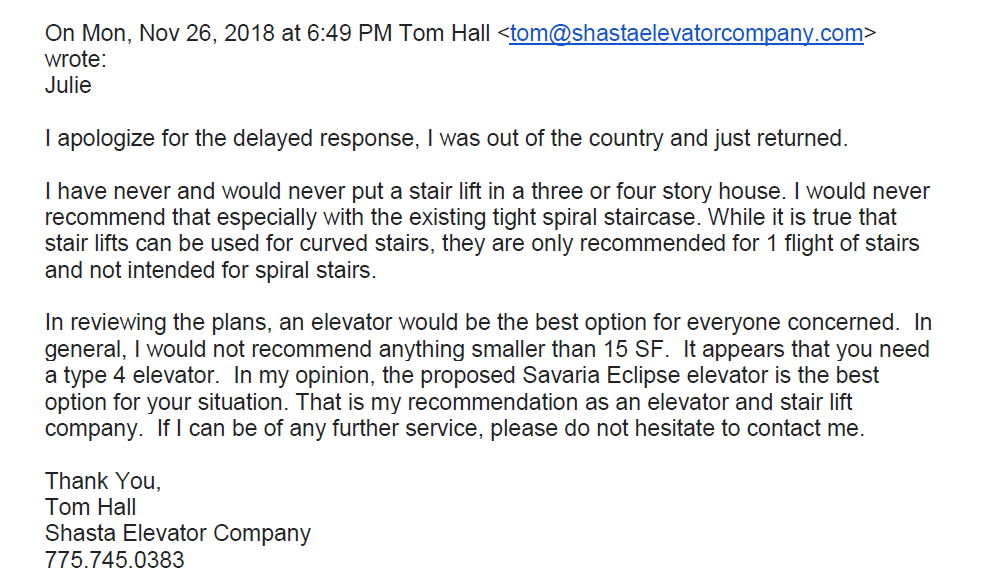 On Mon, Nov 26, 2018 at 6:49 PM Tom Hall <tom@shastaelevatorcompany.com>
wrote:
Julie
I apologize for the delayed response, I was out of the country and just returned.
I have never and would never put a stair lift in a three or four story house. I would never
recommend that especially with the existing tight spiral staircase. While it is true that
stair lifts can be used for curved stairs, they are only recommended for 1 flight of stairs
and not intended for spiral stairs.
In reviewing the plans, an elevator would be the best option for everyone concerned.  In
general, I would not recommend anything smaller than 15 SF.  It appears that you need
a type 4 elevator.  In my opinion, the proposed Savaria Eclipse elevator is the best
option for your situation. That is my recommendation as an elevator and stair lift
company.  If I can be of any further service, please do not hesitate to contact me.
Thank You,
Tom Hall
Shasta Elevator Company
775.745.0383